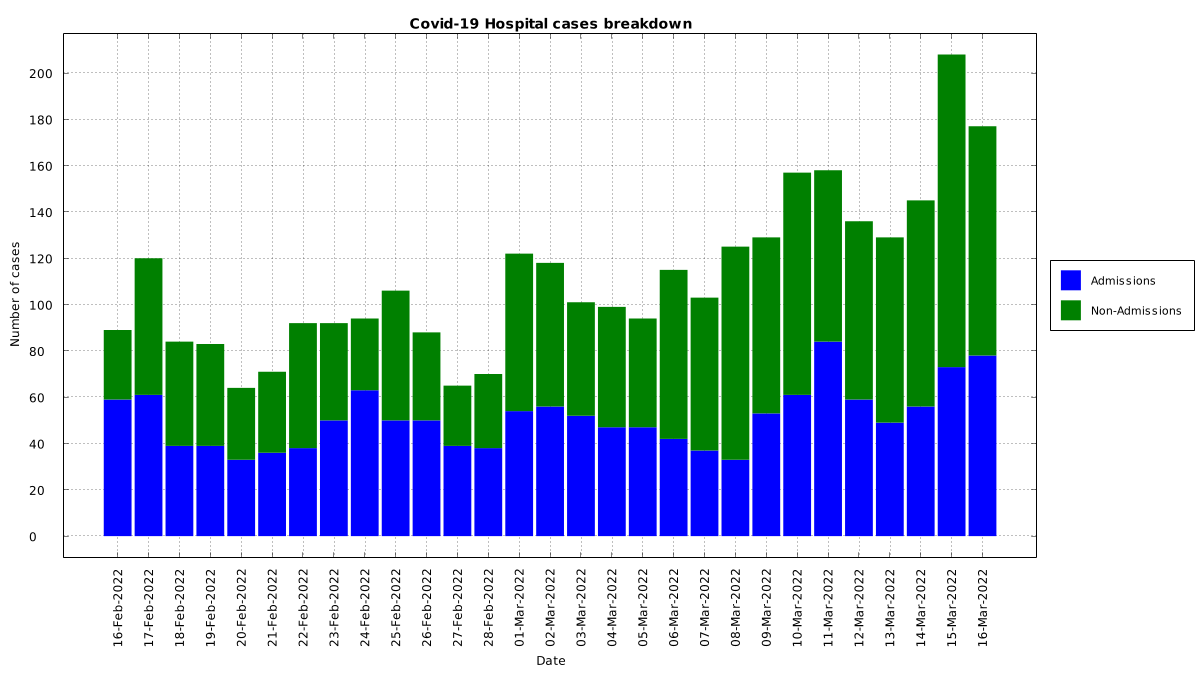 Covid-19 Hospital cases breakdown
Number of cases
200
180
160
140
120
100
80
60
40
20
0
16-Feb-2022
17-Feb-2022
18-Feb-2022
19-Feb-2022
20-Feb-2022
21-Feb-2022
22-Feb-2022
23-Feb-2022
24-Feb-2022
25-Feb-2022
26-Feb-2022
27-Feb-2022
28-Feb-2022
01-Mar-2022
02-Mar-2022
03-Mar-2022
04-Mar-2022
05-Mar-2022
06-Mar-2022
07-Mar-2022
08-Mar-2022
09-Mar-2022
10-Mar-2022
11-Mar-2022
12-Mar-2022
13-Mar-2022
14-Mar-2022
15-Mar-2022
16-Mar-2022
Date
Admissions
Non-Admissions